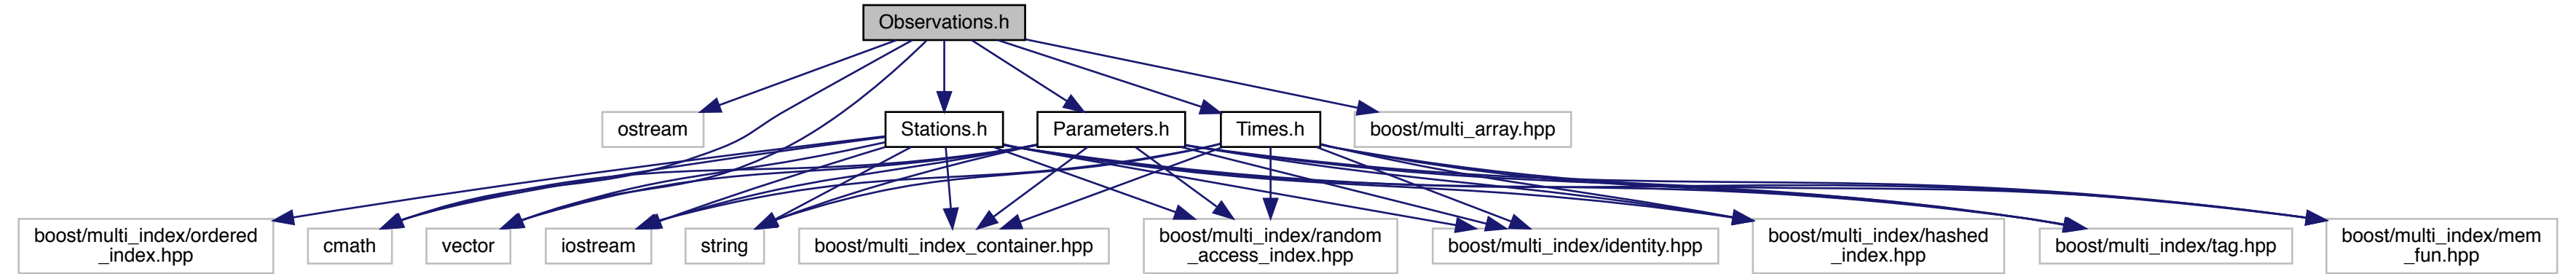 Observations.h
ostream
Stations.h
Parameters.h
Times.h
boost/multi_array.hpp
boost/multi_index/ordered
_index.hpp
cmath
vector
iostream
string
boost/multi_index_container.hpp
boost/multi_index/random
_access_index.hpp
boost/multi_index/identity.hpp
boost/multi_index/hashed
_index.hpp
boost/multi_index/tag.hpp
boost/multi_index/mem
_fun.hpp